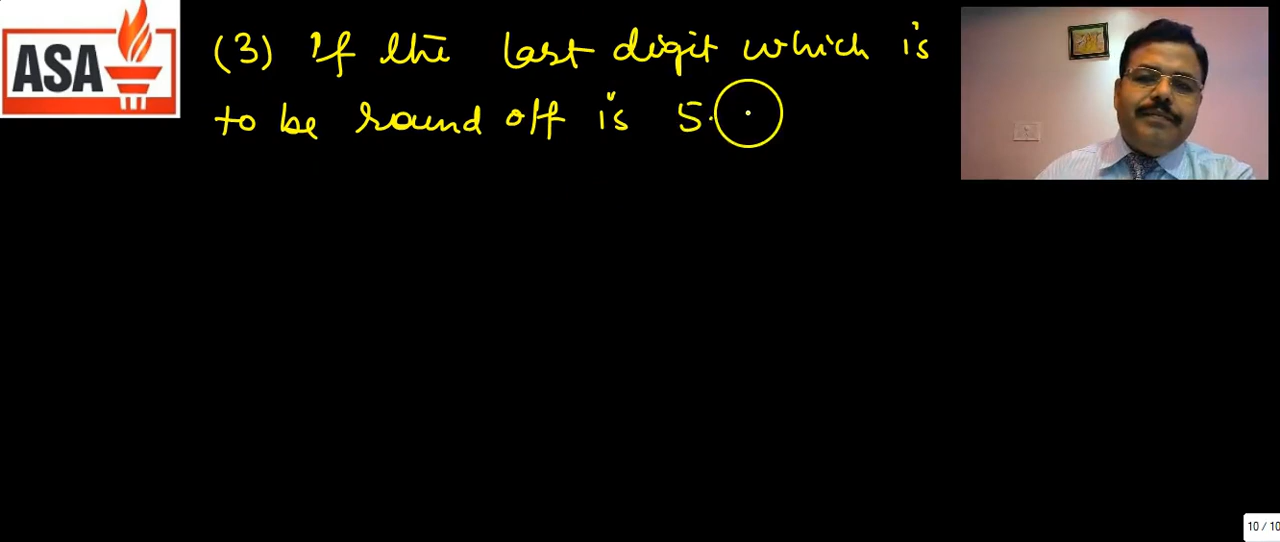 ASA
(3) If the last digit which is
to be round off is 5.
10 / 10